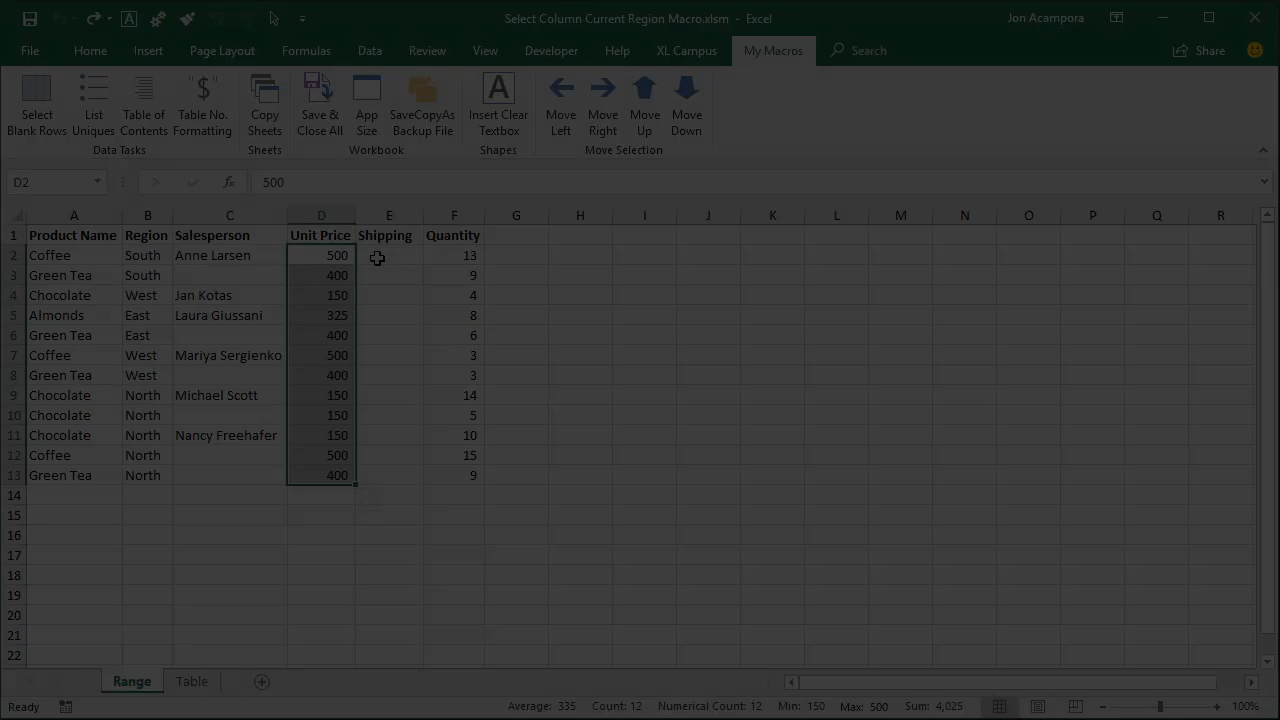 Select Column Current Region Macro.xlsm - Excel
Jon Acampora
File Home Insert Page Layout Formulas Data Review View Developer Help XL Campus My Macros Search Share
Select Blank Rows
List Uniques
Table of Contents
Table No. Formatting
Copy Sheets
Save & Close All
App Size
SaveCopyAs Backup File
Insert Clear Textbox
Move Left
Move Right
Move Up
Move Down
Data Tasks Sheets Workbook Shapes Move Selection
D2 fx 500
A B C D E F G H I J K L M N O P Q R
1 Product Name Region Salesperson Unit Price Shipping Quantity
2 Coffee South Anne Larsen 500 13
3 Green Tea South 400 9
4 Chocolate West Jan Kotas 150 4
5 Almonds East Laura Giussani 325 8
6 Green Tea East 400 6
7 Coffee West Mariya Sergienko 500 3
8 Green Tea West 400 3
9 Chocolate North Michael Scott 150 14
10 Chocolate North 150 5
11 Chocolate North Nancy Freehafer 150 10
12 Coffee North 500 15
13 Green Tea North 400 9
14
15
16
17
18
19
20
21
22
Range Table
Ready Average: 335 Count: 12 Numerical Count: 12 Min: 150 Max: 500 Sum: 4,025 100%